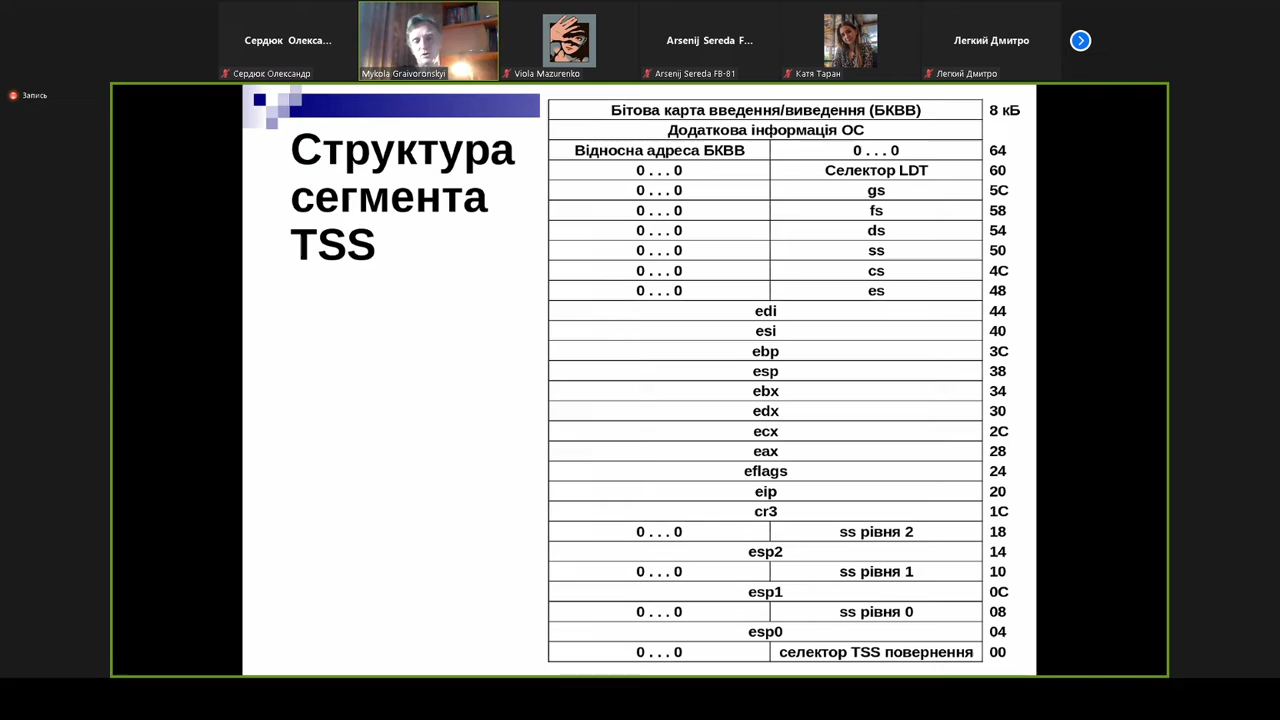 Сердюк Олекса...
Arsenij Sereda F...
Легкий Дмитро
Сердюк Олександр
Mykola Graivoronskyi
Viola Mazurenko
Arsenij Sereda FB-81
Катя Таран
Легкий Дмитро
Запись
Структура
сегмента
TSS
Бітова карта введення/виведення (БКВВ) 8 кБ
Додаткова інформація ОС
Відносна адреса БКВВ 0 . . . 0 64
0 . . . 0 Селектор LDT 60
0 . . . 0 gs 5C
0 . . . 0 fs 58
0 . . . 0 ds 54
0 . . . 0 ss 50
0 . . . 0 cs 4C
0 . . . 0 es 48
edi 44
esi 40
ebp 3C
esp 38
ebx 34
edx 30
ecx 2C
eax 28
eflags 24
eip 20
cr3 1C
0 . . . 0 ss рівня 2 18
esp2 14
0 . . . 0 ss рівня 1 10
esp1 0C
0 . . . 0 ss рівня 0 08
esp0 04
0 . . . 0 селектор TSS повернення 00